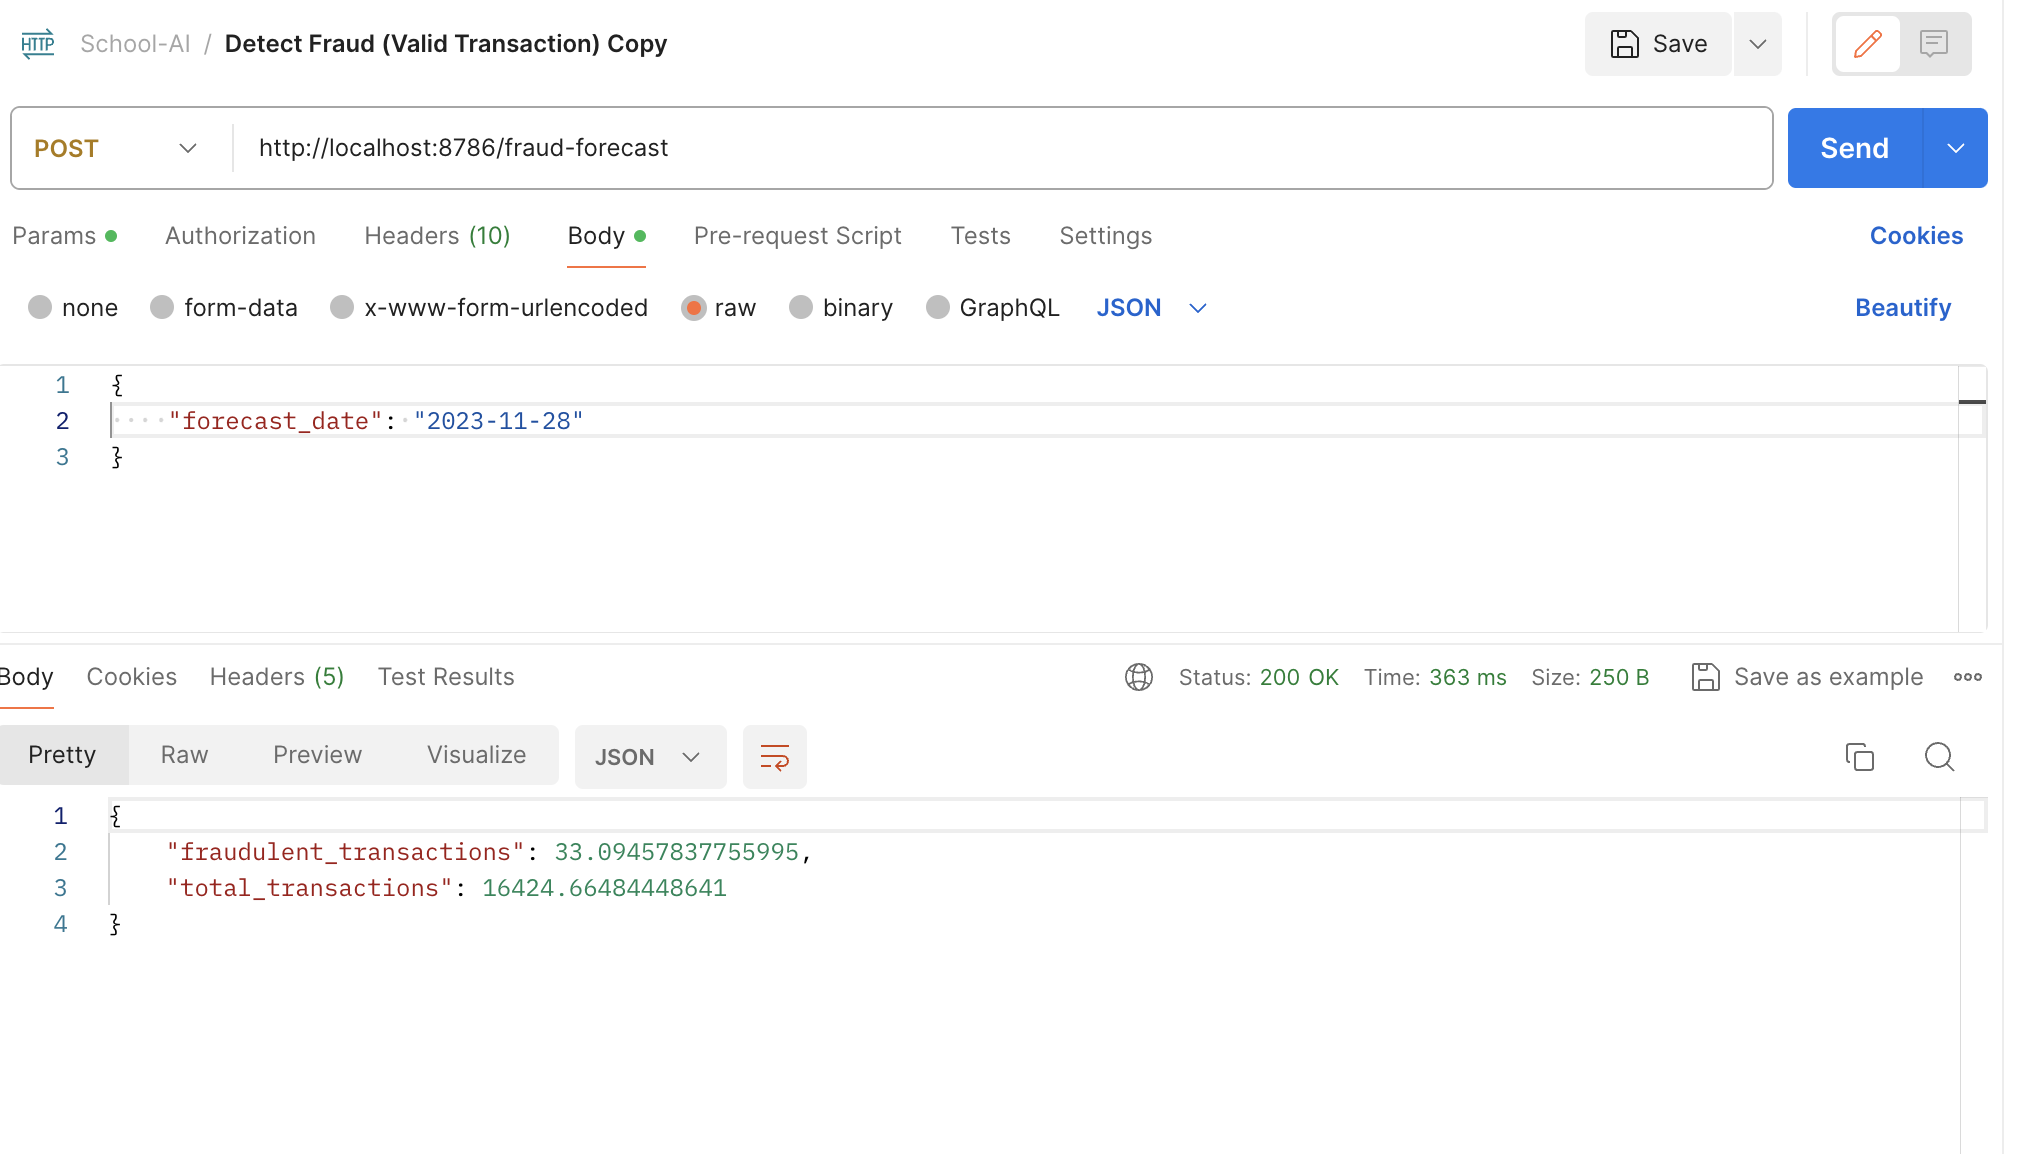 HTTP School-AI / Detect Fraud (Valid Transaction) Copy Save
POST http://localhost:8786/fraud-forecast Send
Params Authorization Headers (10) Body Pre-request Script Tests Settings Cookies
none form-data x-www-form-urlencoded raw binary GraphQL JSON Beautify
1 {
2 "forecast_date": "2023-11-28"
3 }
Body Cookies Headers (5) Test Results Status: 200 OK Time: 363 ms Size: 250 B Save as example
Pretty Raw Preview Visualize JSON
1 {
2 "fraudulent_transactions": 33.09457837755995,
3 "total_transactions": 16424.66484448641
4 }